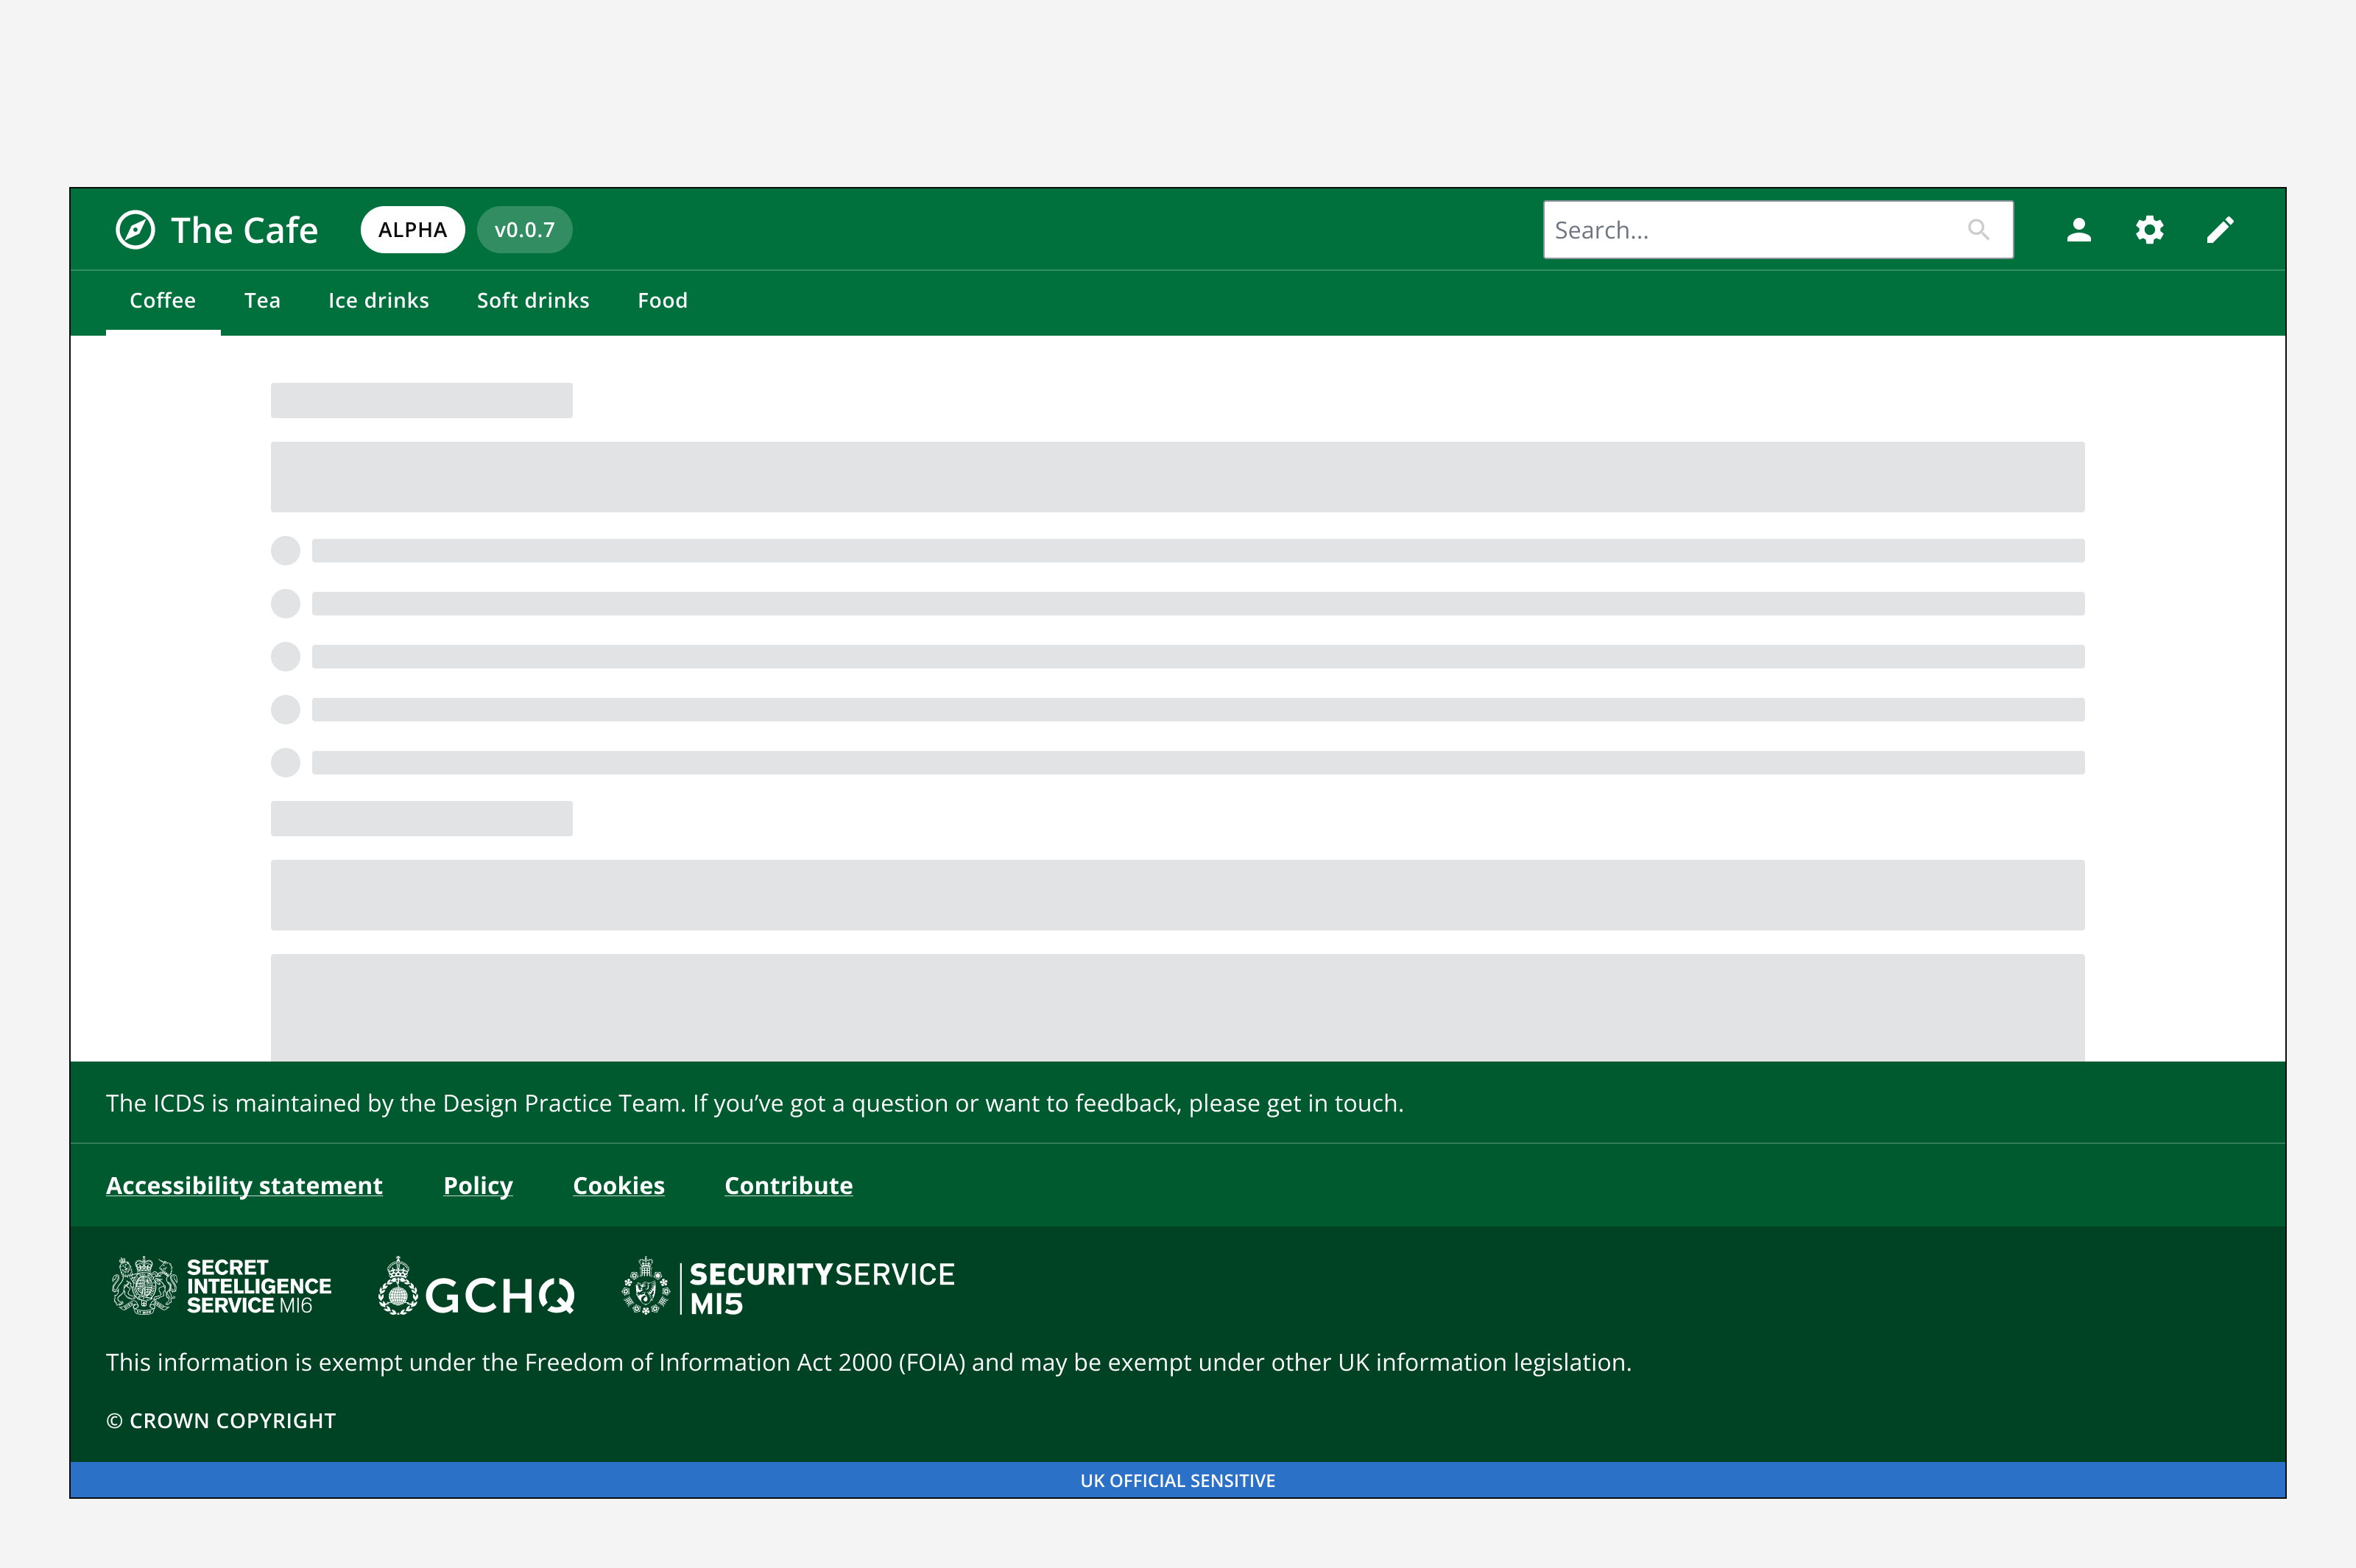 The Cafe
ALPHA
v0.0.7
Search...
Coffee
Tea
Ice drinks
Soft drinks
Food
The ICDS is maintained by the Design Practice Team. If you’ve got a question or want to feedback, please get in touch.
Accessibility statement
Policy
Cookies
Contribute
SECRET
INTELLIGENCE
SERVICE MI6
GCHQ
SECURITYSERVICE
MI5
This information is exempt under the Freedom of Information Act 2000 (FOIA) and may be exempt under other UK information legislation.
© CROWN COPYRIGHT
UK OFFICIAL SENSITIVE